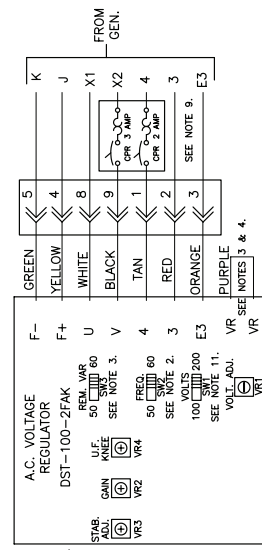 FROM
GEN.
K
J
X1
X2
4
3
E3
CPR 3 AMP
CPR 2 AMP
SEE NOTE 9.
5
4
8
9
1
2
3
GREEN
YELLOW
WHITE
BLACK
TAN
RED
ORANGE
PURPLE
SEE NOTES 3 & 4.
F-
F+
U
V
4
3
E3
VR
VR
A.C. VOLTAGE
REGULATOR
DST-100-2FAK
REM. VAR
50 60
SW3
SEE NOTE 3.
FREQ.
50 60
SW2
SEE NOTE 2.
VOLTS
100 200
SW1
SEE NOTE 11.
VOLT. ADJ.
VR1
STAB.
ADJ.
VR3
GAIN
VR2
U.F.
KNEE
VR4